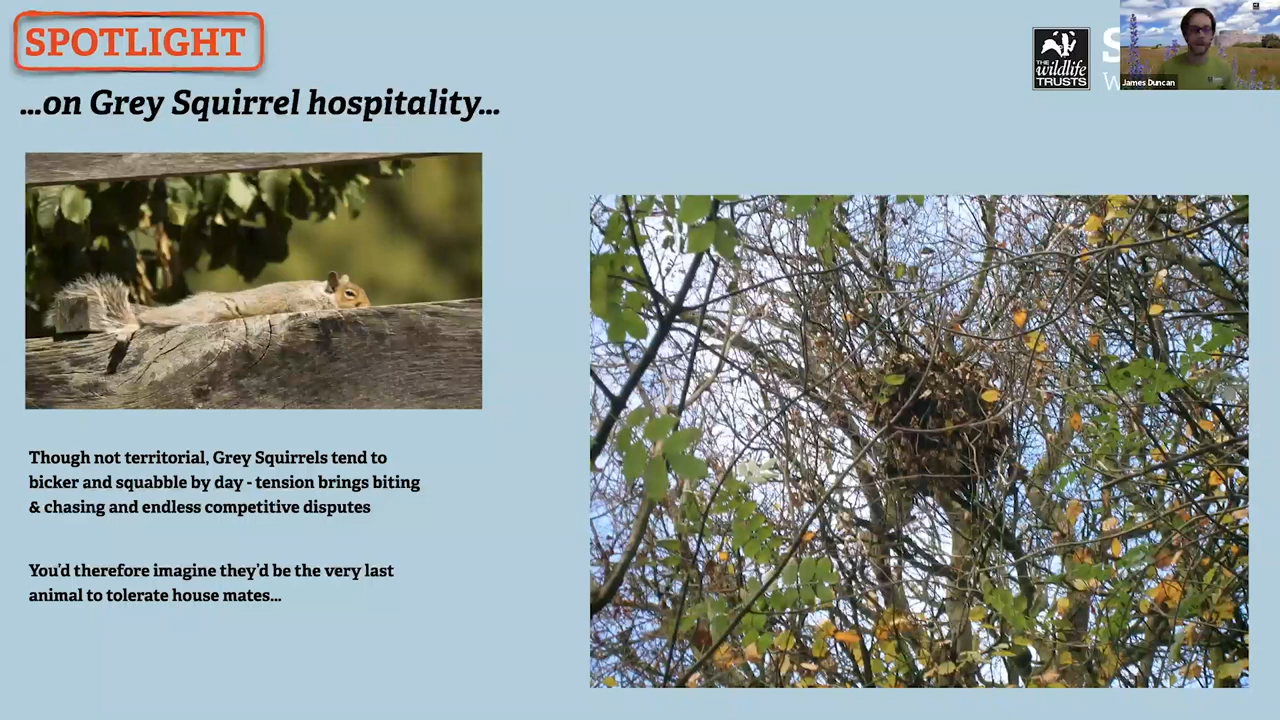 SPOTLIGHT
...on Grey Squirrel hospitality...
THE
wildlife
TRUSTS
S
W
James Duncan
Though not territorial, Grey Squirrels tend to
bicker and squabble by day - tension brings biting
& chasing and endless competitive disputes
You'd therefore imagine they'd be the very last
animal to tolerate house mates...